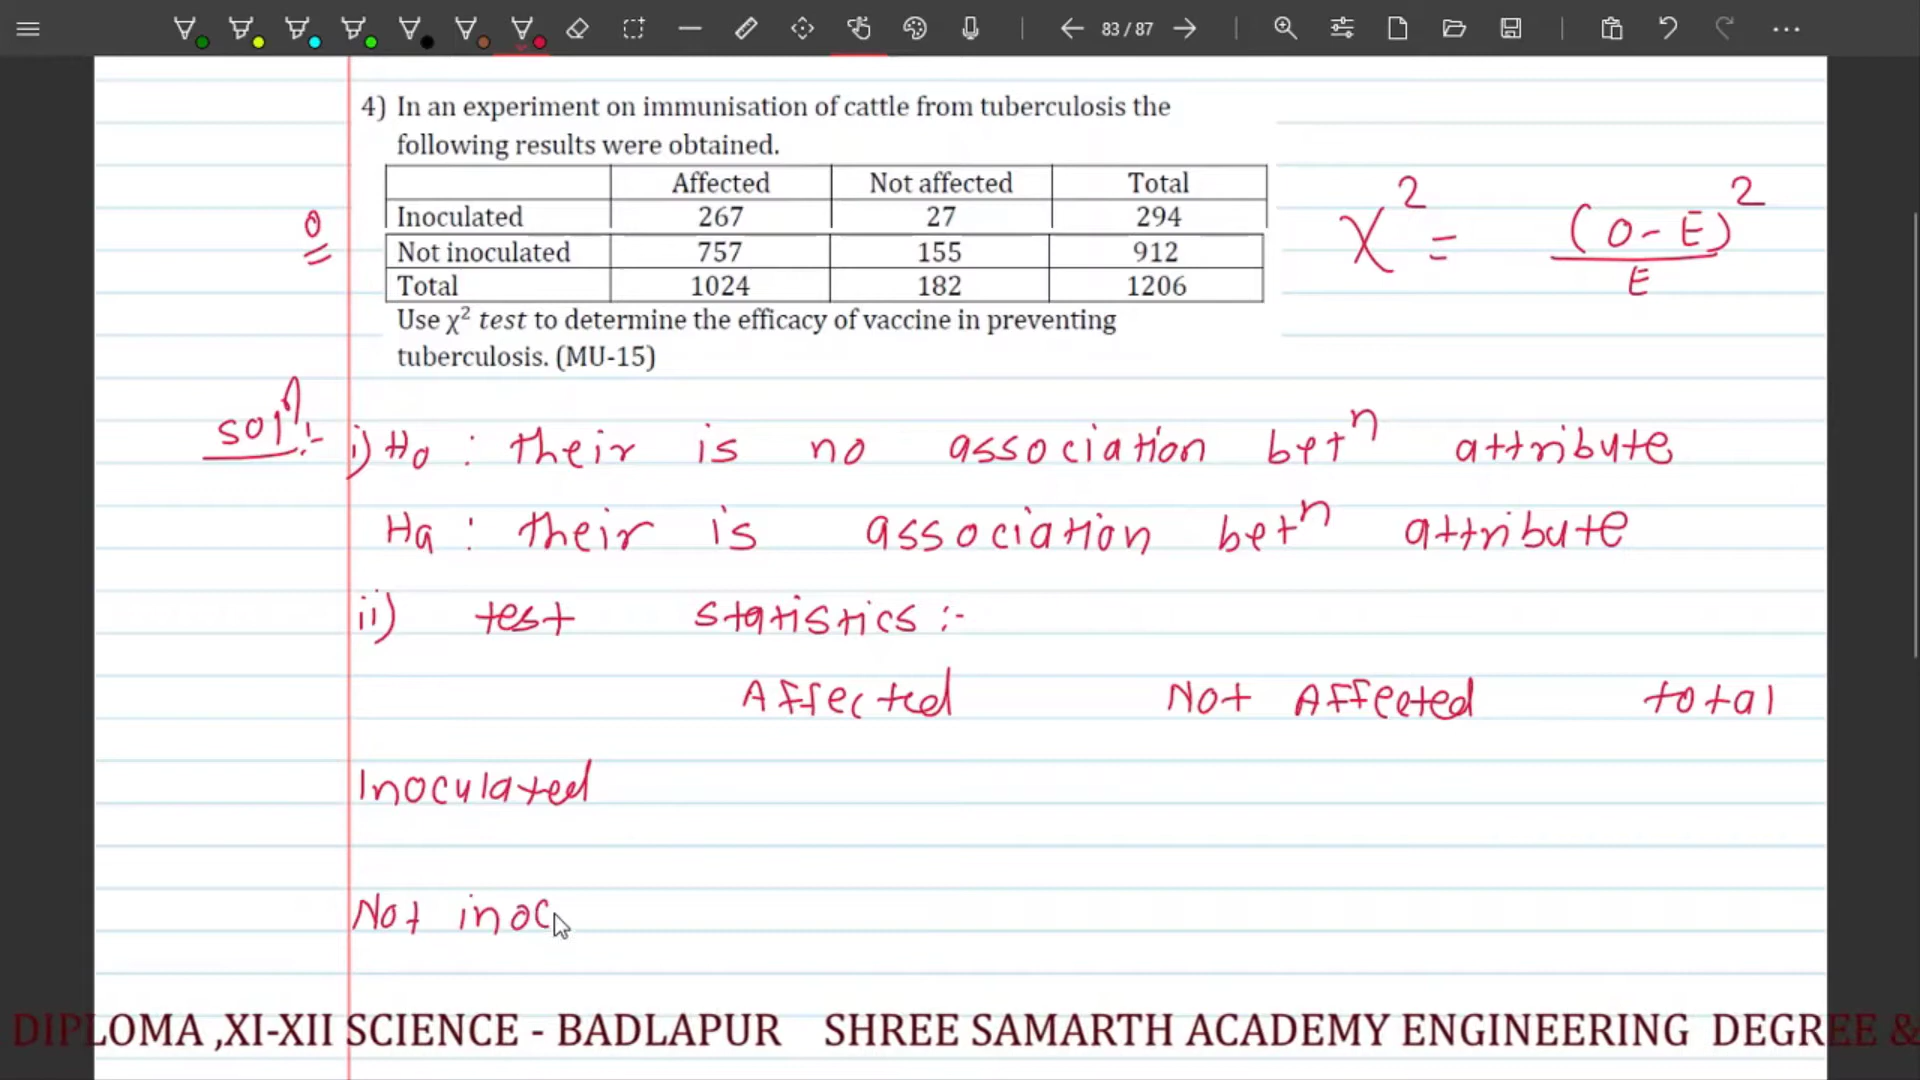 83 / 87
4) In an experiment on immunisation of cattle from tuberculosis the
following results were obtained.
Affected Not affected Total
Inoculated 267 27 294
Not inoculated 757 155 912
Total 1024 182 1206
Use χ² test to determine the efficacy of vaccine in preventing
tuberculosis. (MU-15)
O
χ² = (O-E)² / E
solⁿ:-
i) H₀ : their is no association betⁿ attribute
Ha : their is association betⁿ attribute
ii) test statistics :-
Affected Not Affected total
Inoculated
Not inoc
DIPLOMA ,XI-XII SCIENCE - BADLAPUR SHREE SAMARTH ACADEMY ENGINEERING DEGREE &